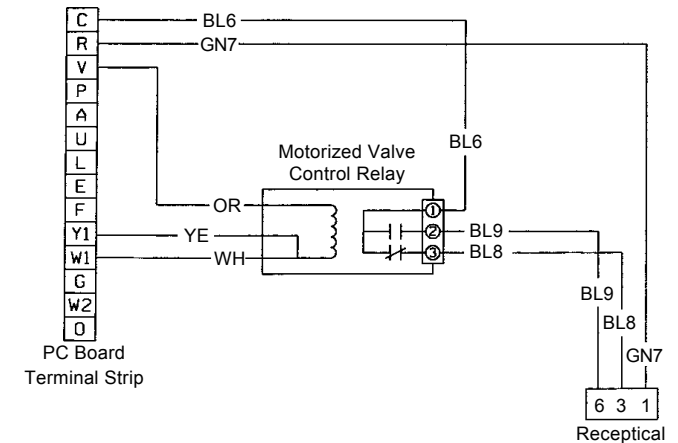 C
BL6
R
GN7
V
P
A
U
L
E
F
Y1
W1
G
W2
O
PC Board
Terminal Strip
Motorized Valve
Control Relay
BL6
OR
YE
WH
1
2
3
BL9
BL8
BL9
BL8
GN7
6 3 1
Receptical